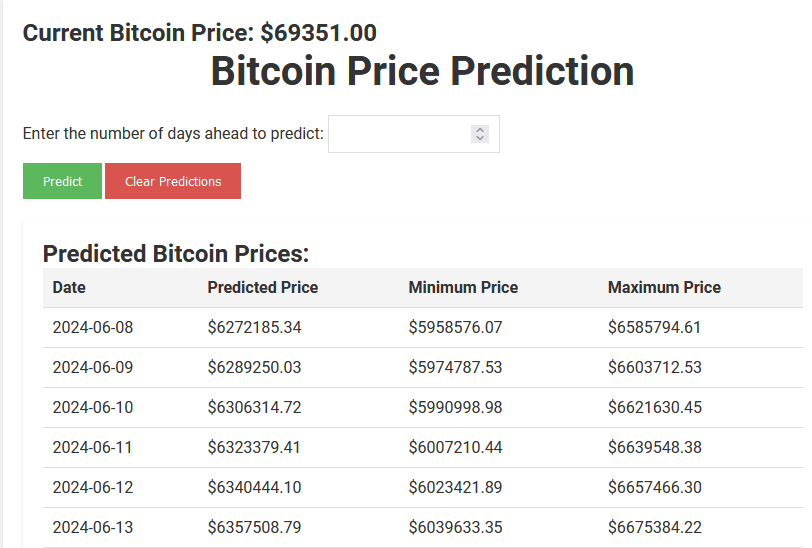 Current Bitcoin Price: $69351.00
Bitcoin Price Prediction
Enter the number of days ahead to predict:
Predict Clear Predictions
Predicted Bitcoin Prices:
Date Predicted Price Minimum Price Maximum Price
2024-06-08 $6272185.34 $5958576.07 $6585794.61
2024-06-09 $6289250.03 $5974787.53 $6603712.53
2024-06-10 $6306314.72 $5990998.98 $6621630.45
2024-06-11 $6323379.41 $6007210.44 $6639548.38
2024-06-12 $6340444.10 $6023421.89 $6657466.30
2024-06-13 $6357508.79 $6039633.35 $6675384.22